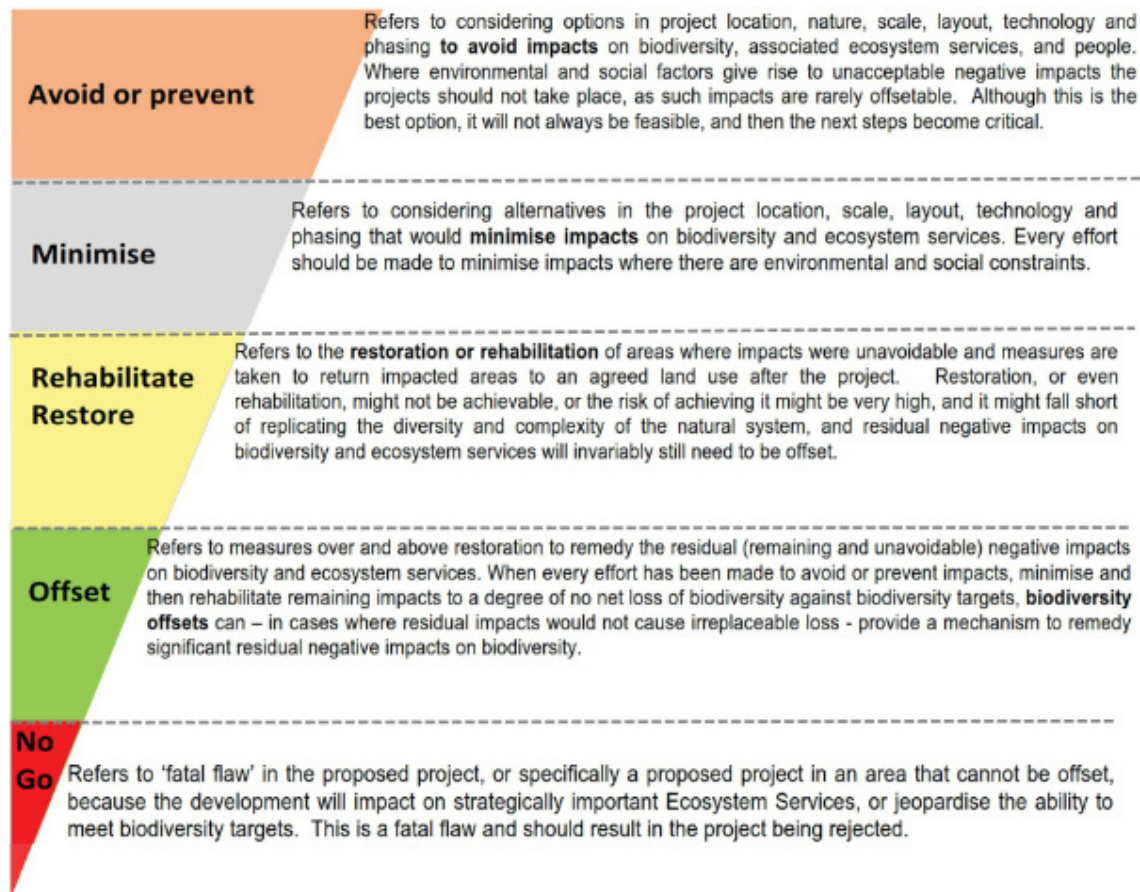 Avoid or prevent
Refers to considering options in project location, nature, scale, layout, technology and
phasing to avoid impacts on biodiversity, associated ecosystem services, and people.
Where environmental and social factors give rise to unacceptable negative impacts the
projects should not take place, as such impacts are rarely offsetable. Although this is the
best option, it will not always be feasible, and then the next steps become critical.
Minimise
Refers to considering alternatives in the project location, scale, layout, technology and
phasing that would minimise impacts on biodiversity and ecosystem services. Every effort
should be made to minimise impacts where there are environmental and social constraints.
Rehabilitate
Restore
Refers to the restoration or rehabilitation of areas where impacts were unavoidable and measures are
taken to return impacted areas to an agreed land use after the project. Restoration, or even
rehabilitation, might not be achievable, or the risk of achieving it might be very high, and it might fall short
of replicating the diversity and complexity of the natural system, and residual negative impacts on
biodiversity and ecosystem services will invariably still need to be offset.
Offset
Refers to measures over and above restoration to remedy the residual (remaining and unavoidable) negative impacts
on biodiversity and ecosystem services. When every effort has been made to avoid or prevent impacts, minimise and
then rehabilitate remaining impacts to a degree of no net loss of biodiversity against biodiversity targets, biodiversity
offsets can – in cases where residual impacts would not cause irreplaceable loss - provide a mechanism to remedy
significant residual negative impacts on biodiversity.
No
Go
Refers to ‘fatal flaw’ in the proposed project, or specifically a proposed project in an area that cannot be offset,
because the development will impact on strategically important Ecosystem Services, or jeopardise the ability to
meet biodiversity targets. This is a fatal flaw and should result in the project being rejected.